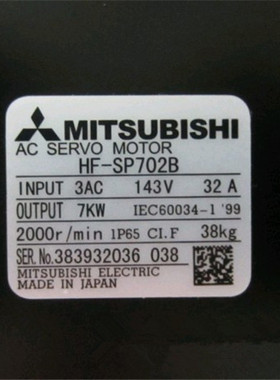 MITSUBISHI
AC SERVO MOTOR
HF-SP702B
INPUT 3AC 143V 32 A
OUTPUT 7KW IEC60034-1 '99
2000r/min IP65 CI.F 38kg
SER.No.383932036 038
MITSUBISHI ELECTRIC
MADE IN JAPAN